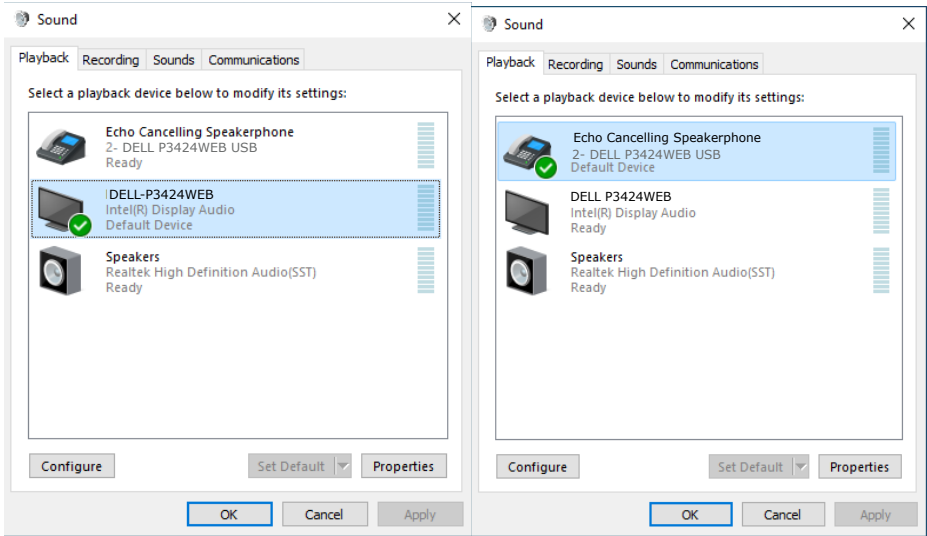 Sound
Playback Recording Sounds Communications
Select a playback device below to modify its settings:
Echo Cancelling Speakerphone
2- DELL P3424WEB USB
Ready
DELL-P3424WEB
Intel(R) Display Audio
Default Device
Speakers
Realtek High Definition Audio(SST)
Ready
Configure Set Default Properties
OK Cancel Apply
Sound
Playback Recording Sounds Communications
Select a playback device below to modify its settings:
Echo Cancelling Speakerphone
2- DELL P3424WEB USB
Default Device
DELL P3424WEB
Intel(R) Display Audio
Ready
Speakers
Realtek High Definition Audio(SST)
Ready
Configure Set Default Properties
OK Cancel Apply